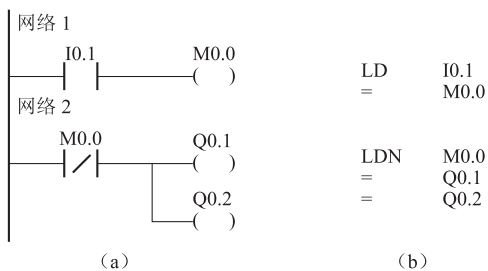 网络 1
I0.1 M0.0
( )
网络 2
M0.0 Q0.1
( )
Q0.2
( )
(a)
LD I0.1
= M0.0
LDN M0.0
= Q0.1
= Q0.2
(b)